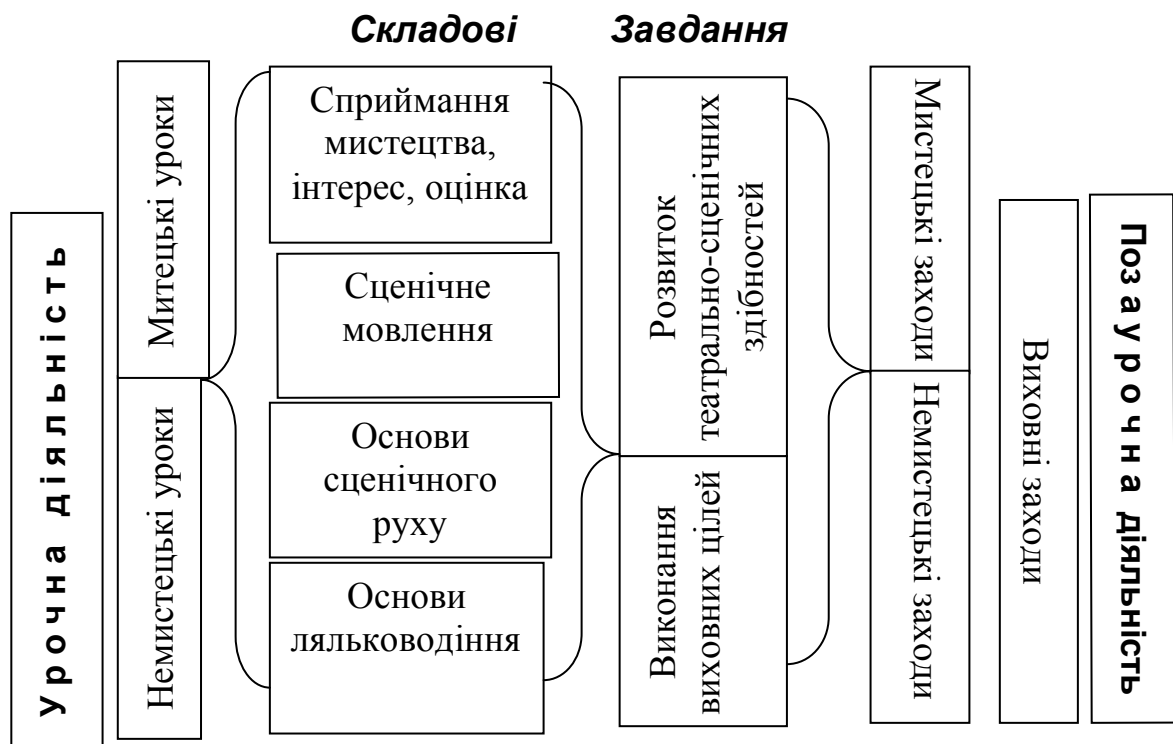 Складові
Завдання
Урочна діяльність
Митецькі уроки
Немистецькі уроки
Сприймання
мистецтва,
інтерес, оцінка
Сценічне
мовлення
Основи
сценічного
руху
Основи
ляльководіння
Розвиток
театрально-сценічних
здібностей
Виконання
виховних цілей
Мистецькі заходи
Немистецькі заходи
Виховні заходи
Позаурочна діяльність